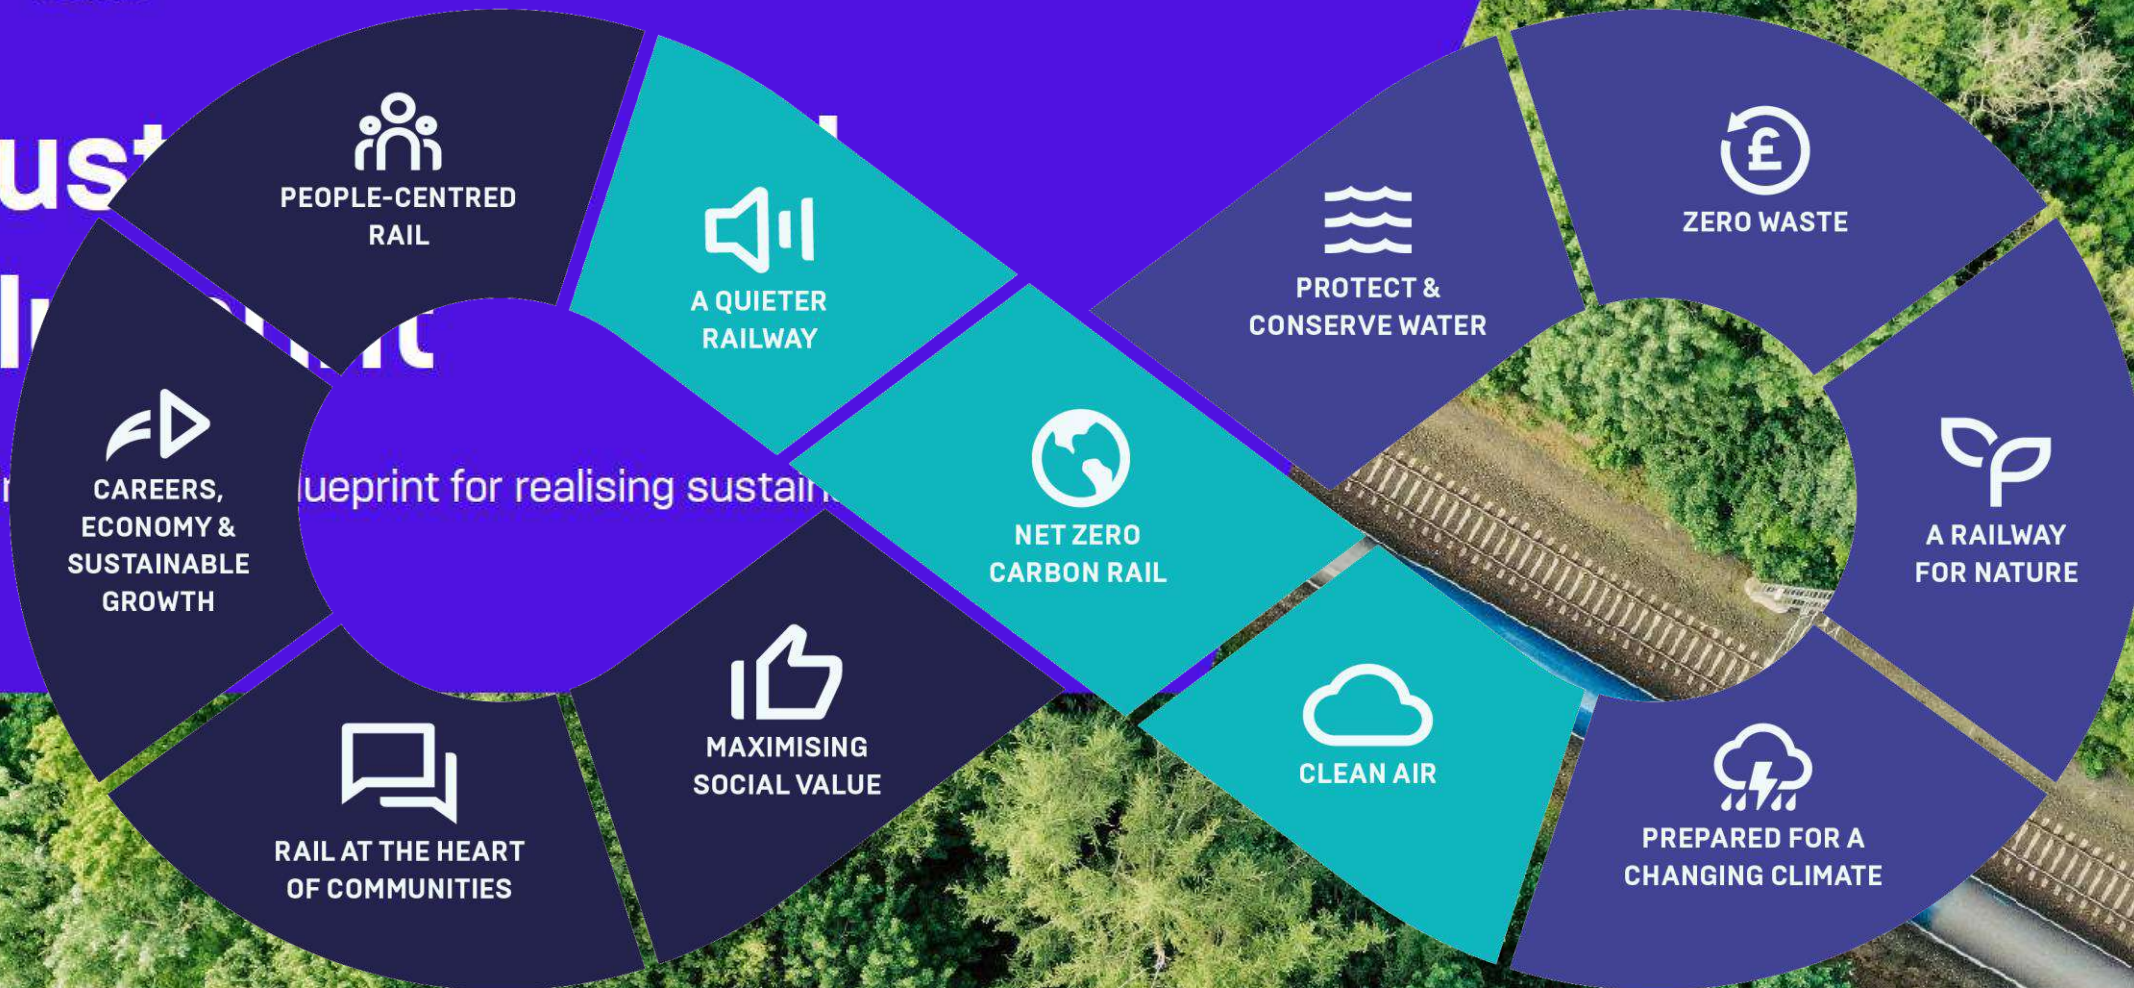 PEOPLE-CENTRED
RAIL
A QUIETER
RAILWAY
PROTECT &
CONSERVE WATER
ZERO WASTE
CAREERS,
ECONOMY &
SUSTAINABLE
GROWTH
ueprint for realising sustain
NET ZERO
CARBON RAIL
A RAILWAY
FOR NATURE
MAXIMISING
SOCIAL VALUE
CLEAN AIR
RAIL AT THE HEART
OF COMMUNITIES
PREPARED FOR A
CHANGING CLIMATE